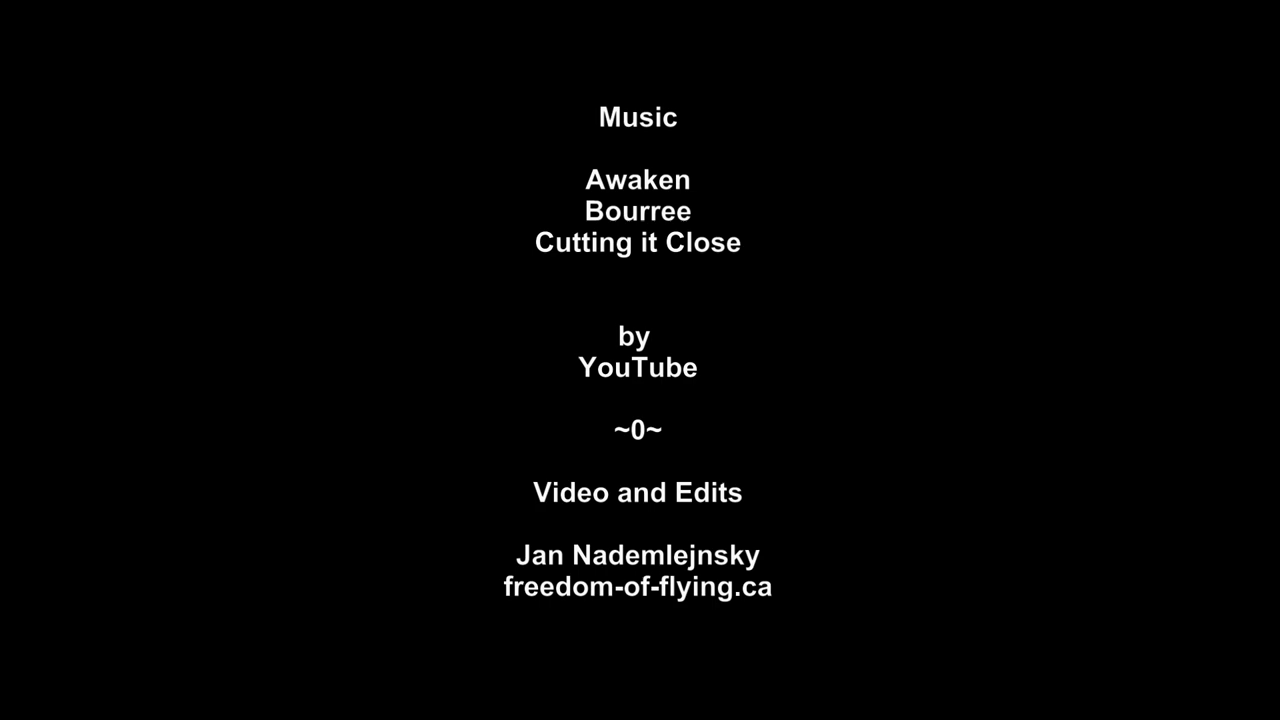 Music
Awaken
Bourree
Cutting it Close
by
YouTube
~0~
Video and Edits
Jan Nademlejnsky
freedom-of-flying.ca